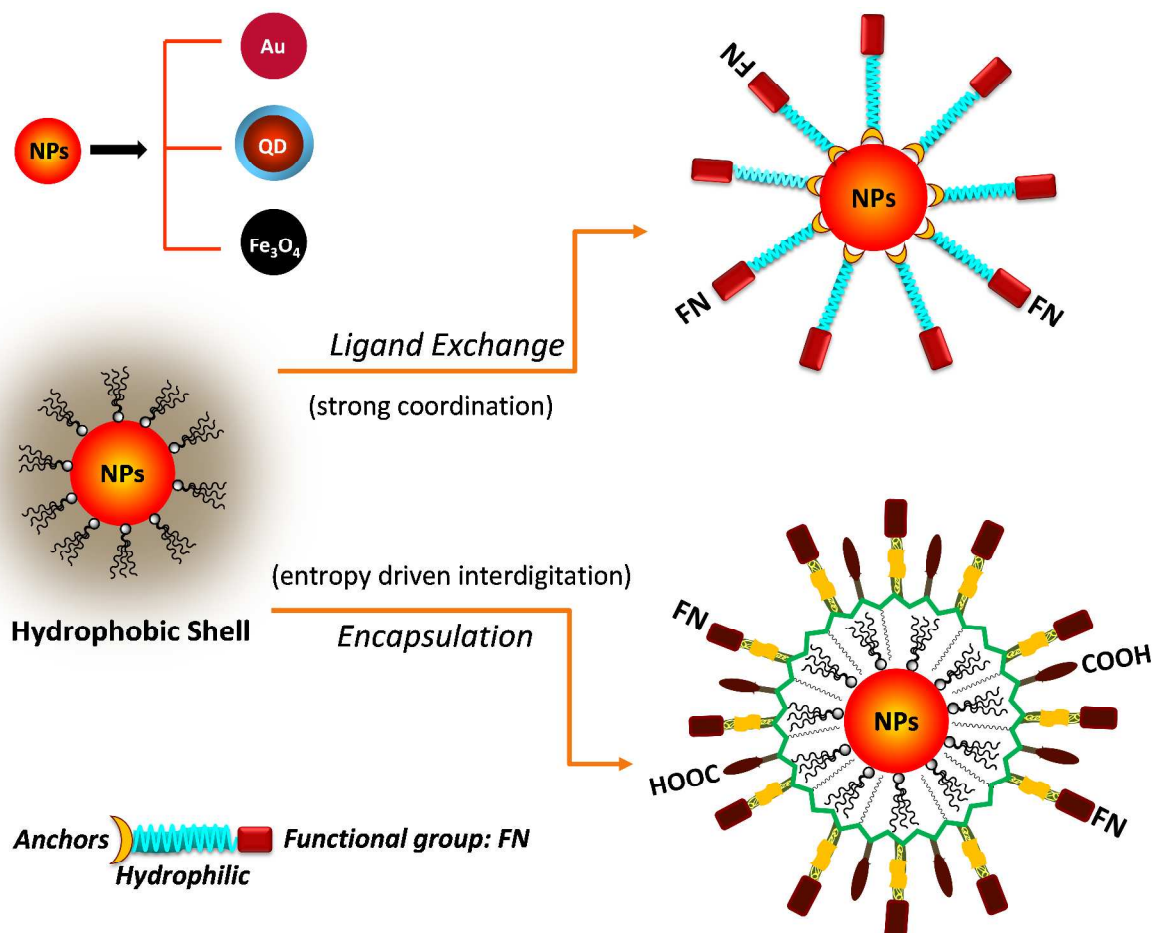 Au
NPs
QD
Fe₃O₄
FN
NPs
FN
FN
Ligand Exchange
(strong coordination)
NPs
Hydrophobic Shell
(entropy driven interdigitation)
Encapsulation
FN
COOH
NPs
HOOC
FN
Anchors
Hydrophilic
Functional group: FN